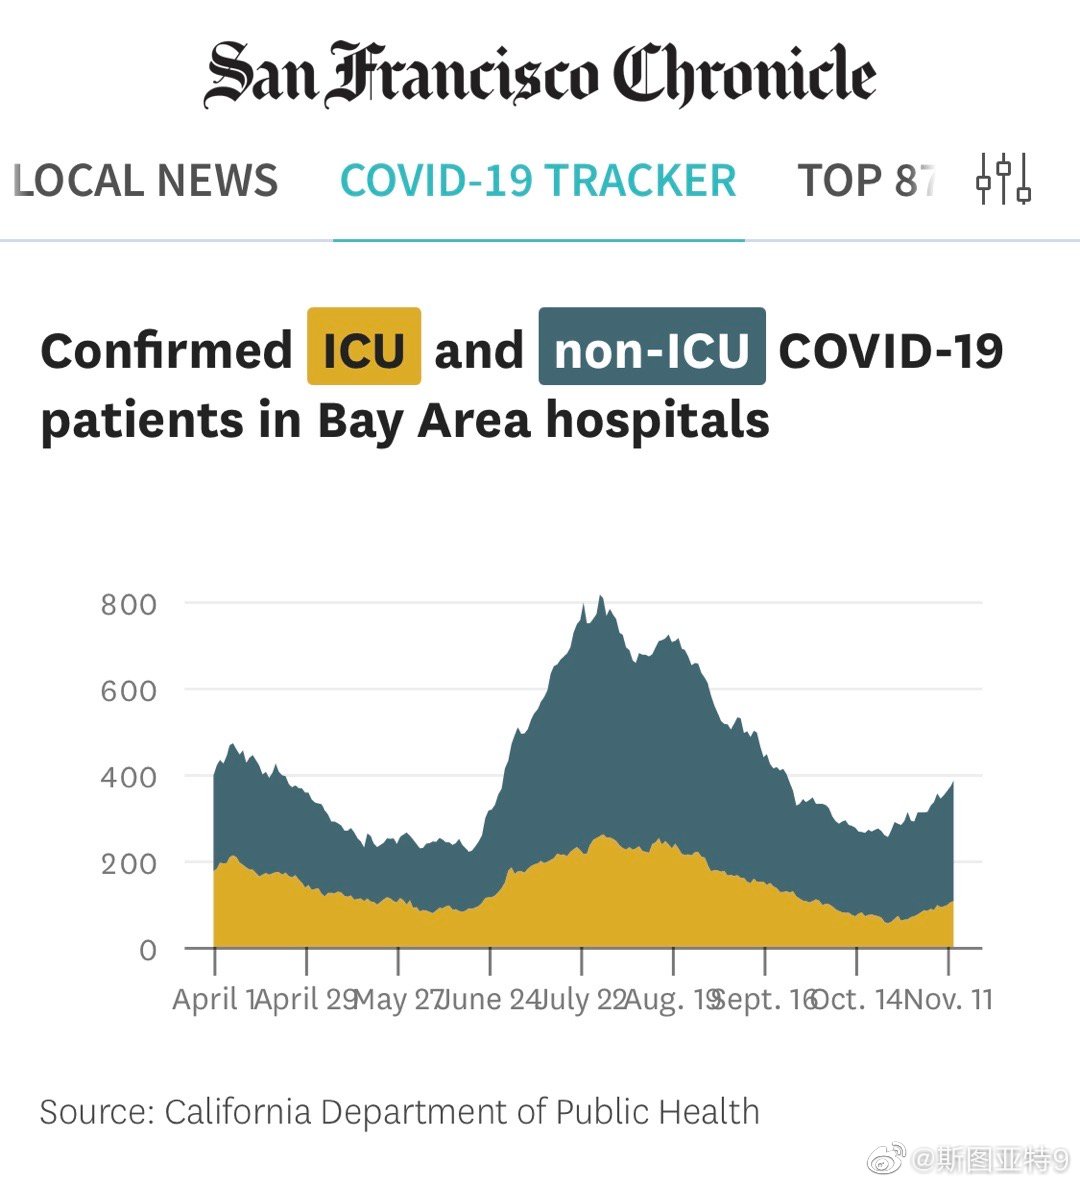 San Francisco Chronicle
LOCAL NEWS COVID-19 TRACKER TOP 87
Confirmed ICU and non-ICU COVID-19
patients in Bay Area hospitals
800
600
400
200
0
April 1 April 29 May 27 June 24 July 22 Aug. 19 Sept. 16 Oct. 14 Nov. 11
Source: California Department of Public Health
@斯图亚特9